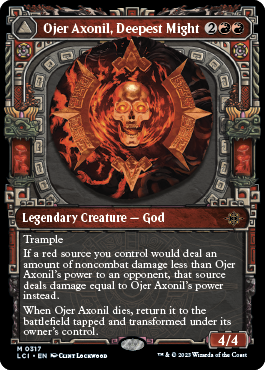 Ojer Axonil, Deepest Might 2
Legendary Creature — God
Trample
If a red source you control would deal an
amount of noncombat damage less than Ojer
Axonil's power to an opponent, that source
deals damage equal to Ojer Axonil's power
instead.
When Ojer Axonil dies, return it to the
battlefield tapped and transformed under its
owner's control.
4/4
M 0317
LCI • EN Clint Lockwood
™ & © 2023 Wizards of the Coast